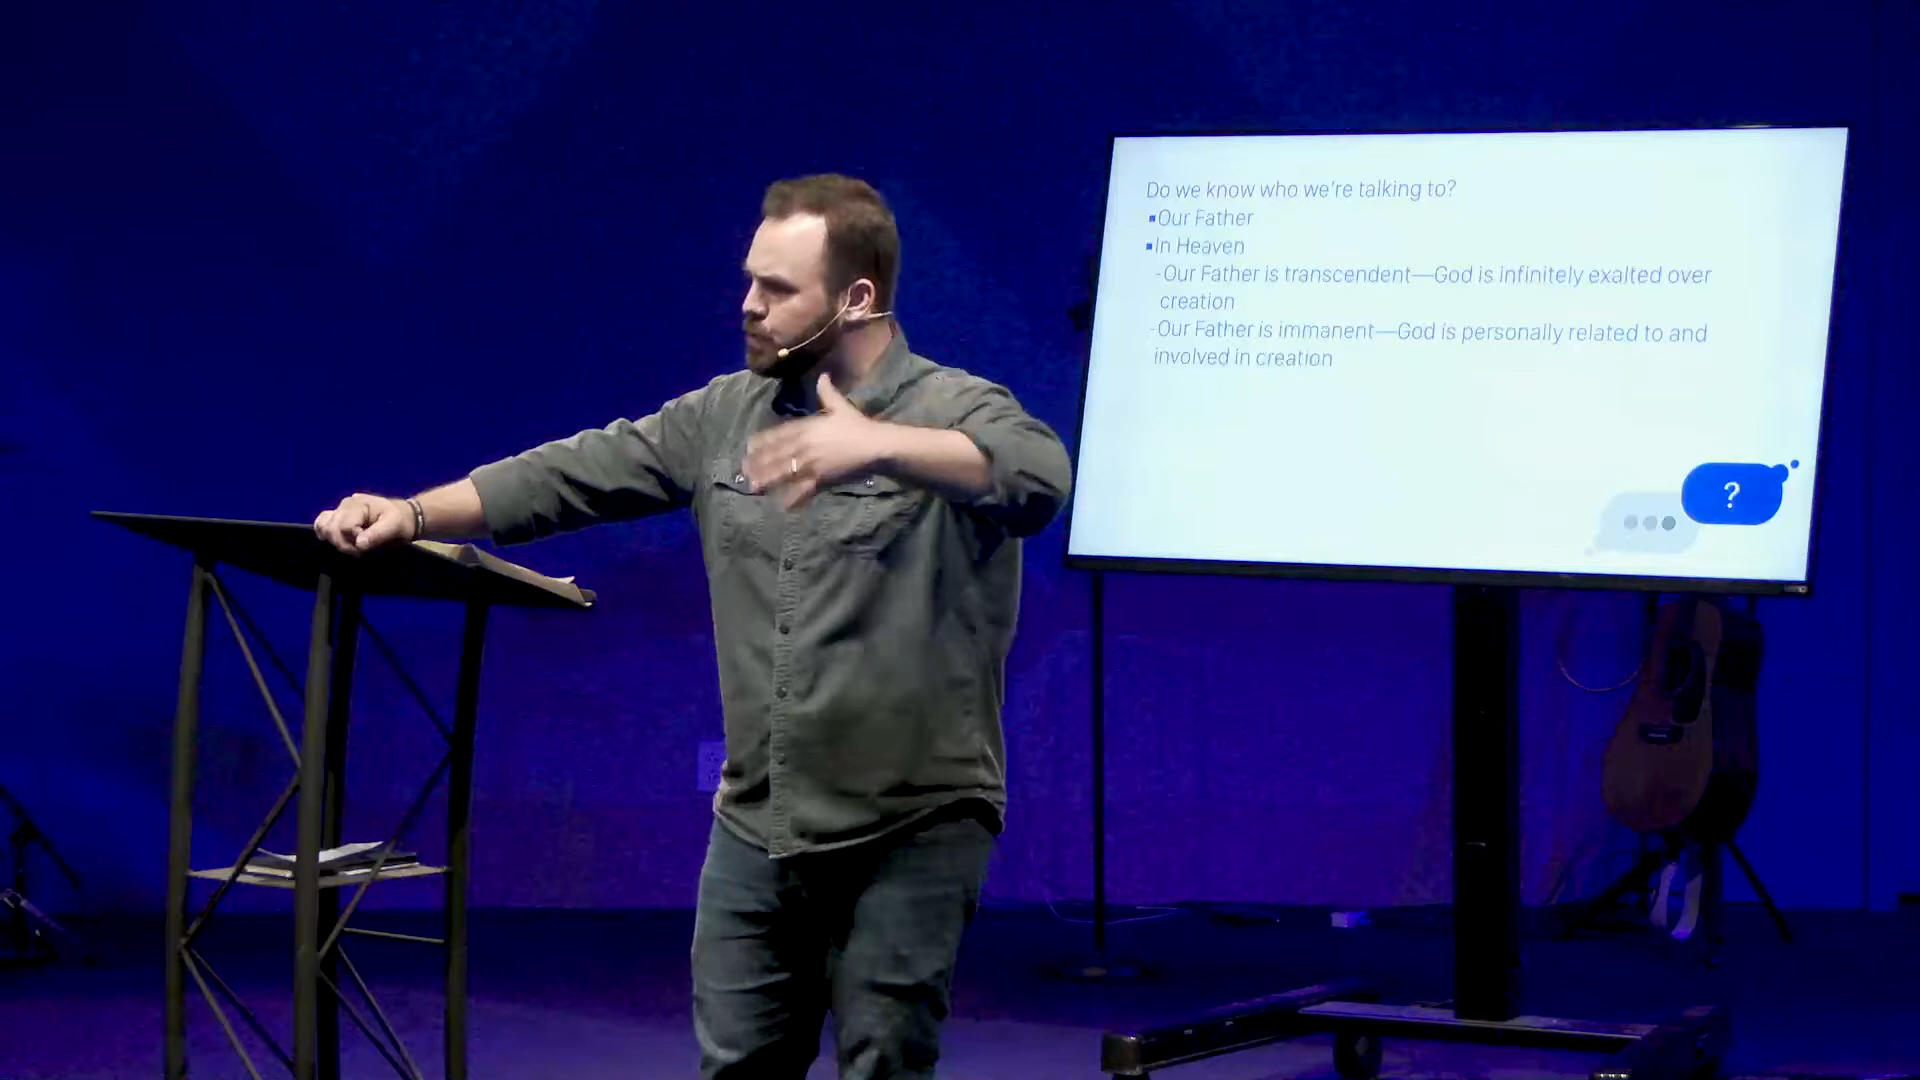 Do we know who we're talking to?
▪Our Father
▪In Heaven
-Our Father is transcendent—God is infinitely exalted over
creation
-Our Father is immanent—God is personally related to and
involved in creation
?